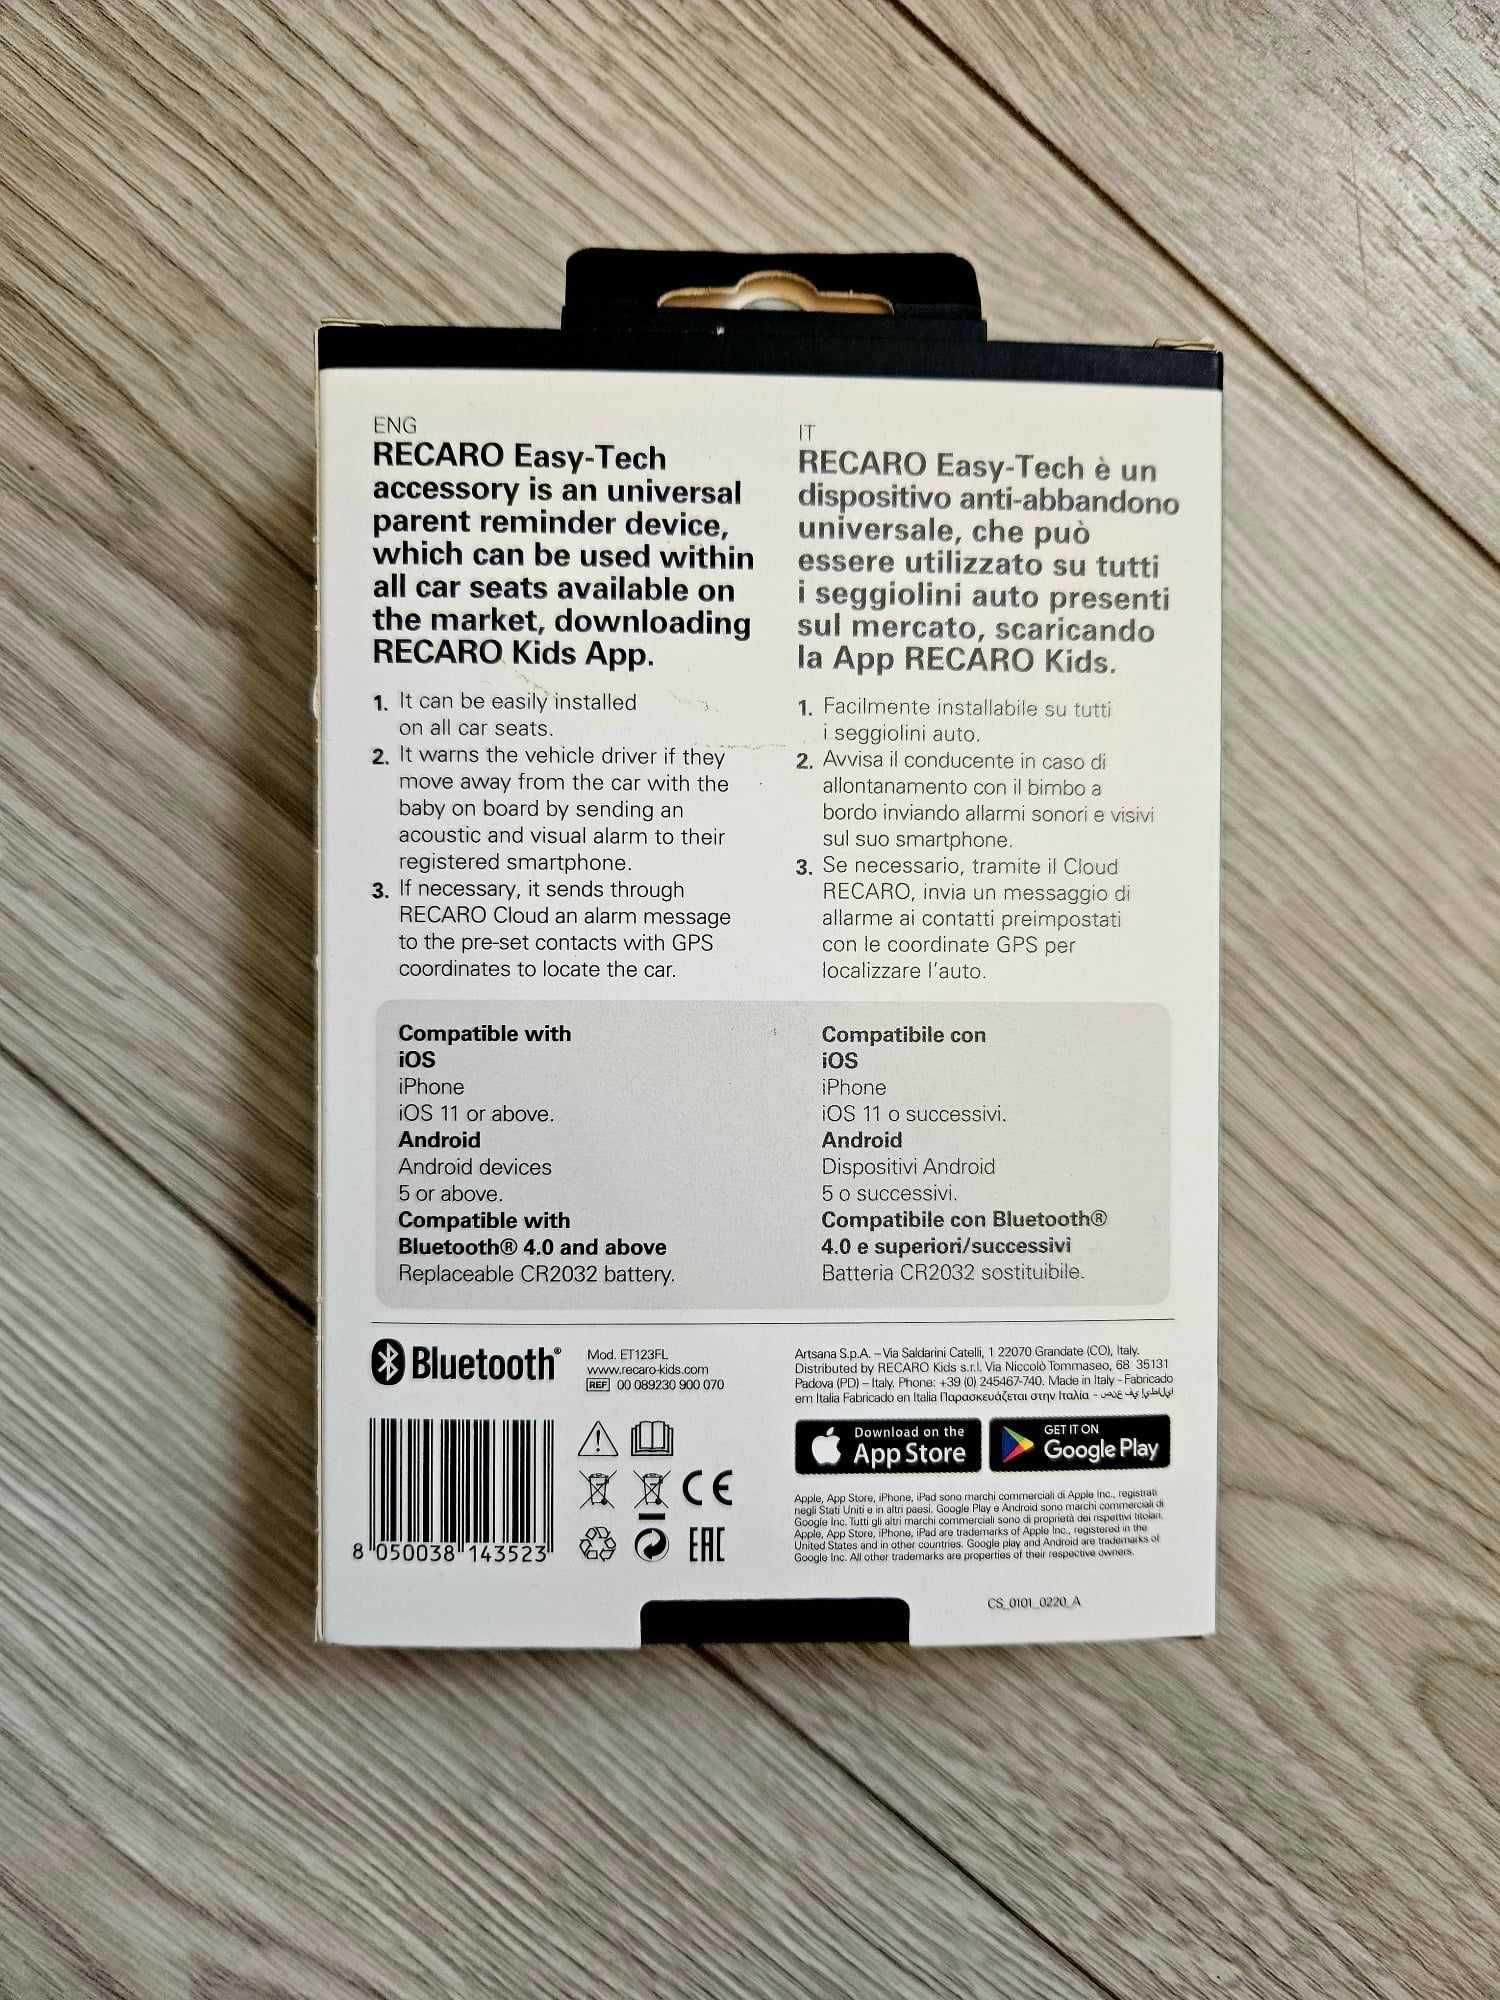 ENG
RECARO Easy-Tech
accessory is an universal
parent reminder device,
which can be used within
all car seats available on
the market, downloading
RECARO Kids App.
1. It can be easily installed
on all car seats.
2. It warns the vehicle driver if they
move away from the car with the
baby on board by sending an
acoustic and visual alarm to their
registered smartphone.
3. If necessary, it sends through
RECARO Cloud an alarm message
to the pre-set contacts with GPS
coordinates to locate the car.
IT
RECARO Easy-Tech è un
dispositivo anti-abbandono
universale, che può
essere utilizzato su tutti
i seggiolini auto presenti
sul mercato, scaricando
la App RECARO Kids.
1. Facilmente installabile su tutti
i seggiolini auto.
2. Avvisa il conducente in caso di
allontanamento con il bimbo a
bordo inviando allarmi sonori e visivi
sul suo smartphone.
3. Se necessario, tramite il Cloud
RECARO, invia un messaggio di
allarme ai contatti preimpostati
con le coordinate GPS per
localizzare l'auto.
Compatible with
iOS
iPhone
iOS 11 or above.
Android
Android devices
5 or above.
Compatible with
Bluetooth® 4.0 and above
Replaceable CR2032 battery.
Compatibile con
iOS
iPhone
iOS 11 o successivi.
Android
Dispositivi Android
5 o successivi.
Compatibile con Bluetooth®
4.0 e superiori/successivi
Batteria CR2032 sostituibile.
Bluetooth®
Mod. ET123FL
www.recaro-kids.com
REF 00 089230 900 070
Artsana S.p.A. – Via Saldarini Catelli, 1 22070 Grandate (CO), Italy.
Distributed by RECARO Kids s.r.l. Via Niccolò Tommaseo, 68 35131
Padova (PD) – Italy. Phone: +39 (0) 245467-740. Made in Italy - Fabricado
em Italia Fabricado en Italia Παρασκευάζεται στην Ιταλία -
8 050038 143523
CE
EAC
Download on the
App Store
GET IT ON
Google Play
Apple, App Store, iPhone, iPad sono marchi commerciali di Apple Inc., registrati
negli Stati Uniti e in altri paesi. Google Play e Android sono marchi commerciali di
Google Inc. Tutti gli altri marchi commerciali sono di proprietà dei rispettivi titolari.
Apple, App Store, iPhone, iPad are trademarks of Apple Inc., registered in the
United States and in other countries. Google play and Android are trademarks of
Google Inc. All other trademarks are properties of their respective owners.
CS_0101_0220_A